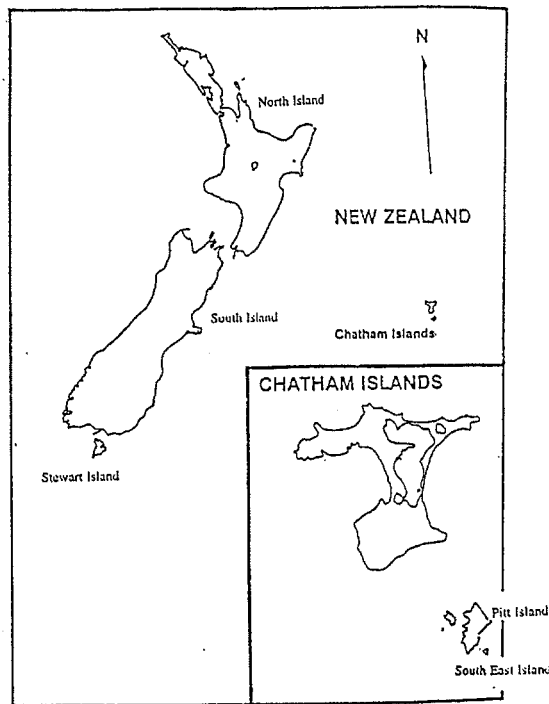 N
North Island
NEW ZEALAND
South Island
Chatham Islands
CHATHAM ISLANDS
Stewart Island
Pitt Island
South East Island